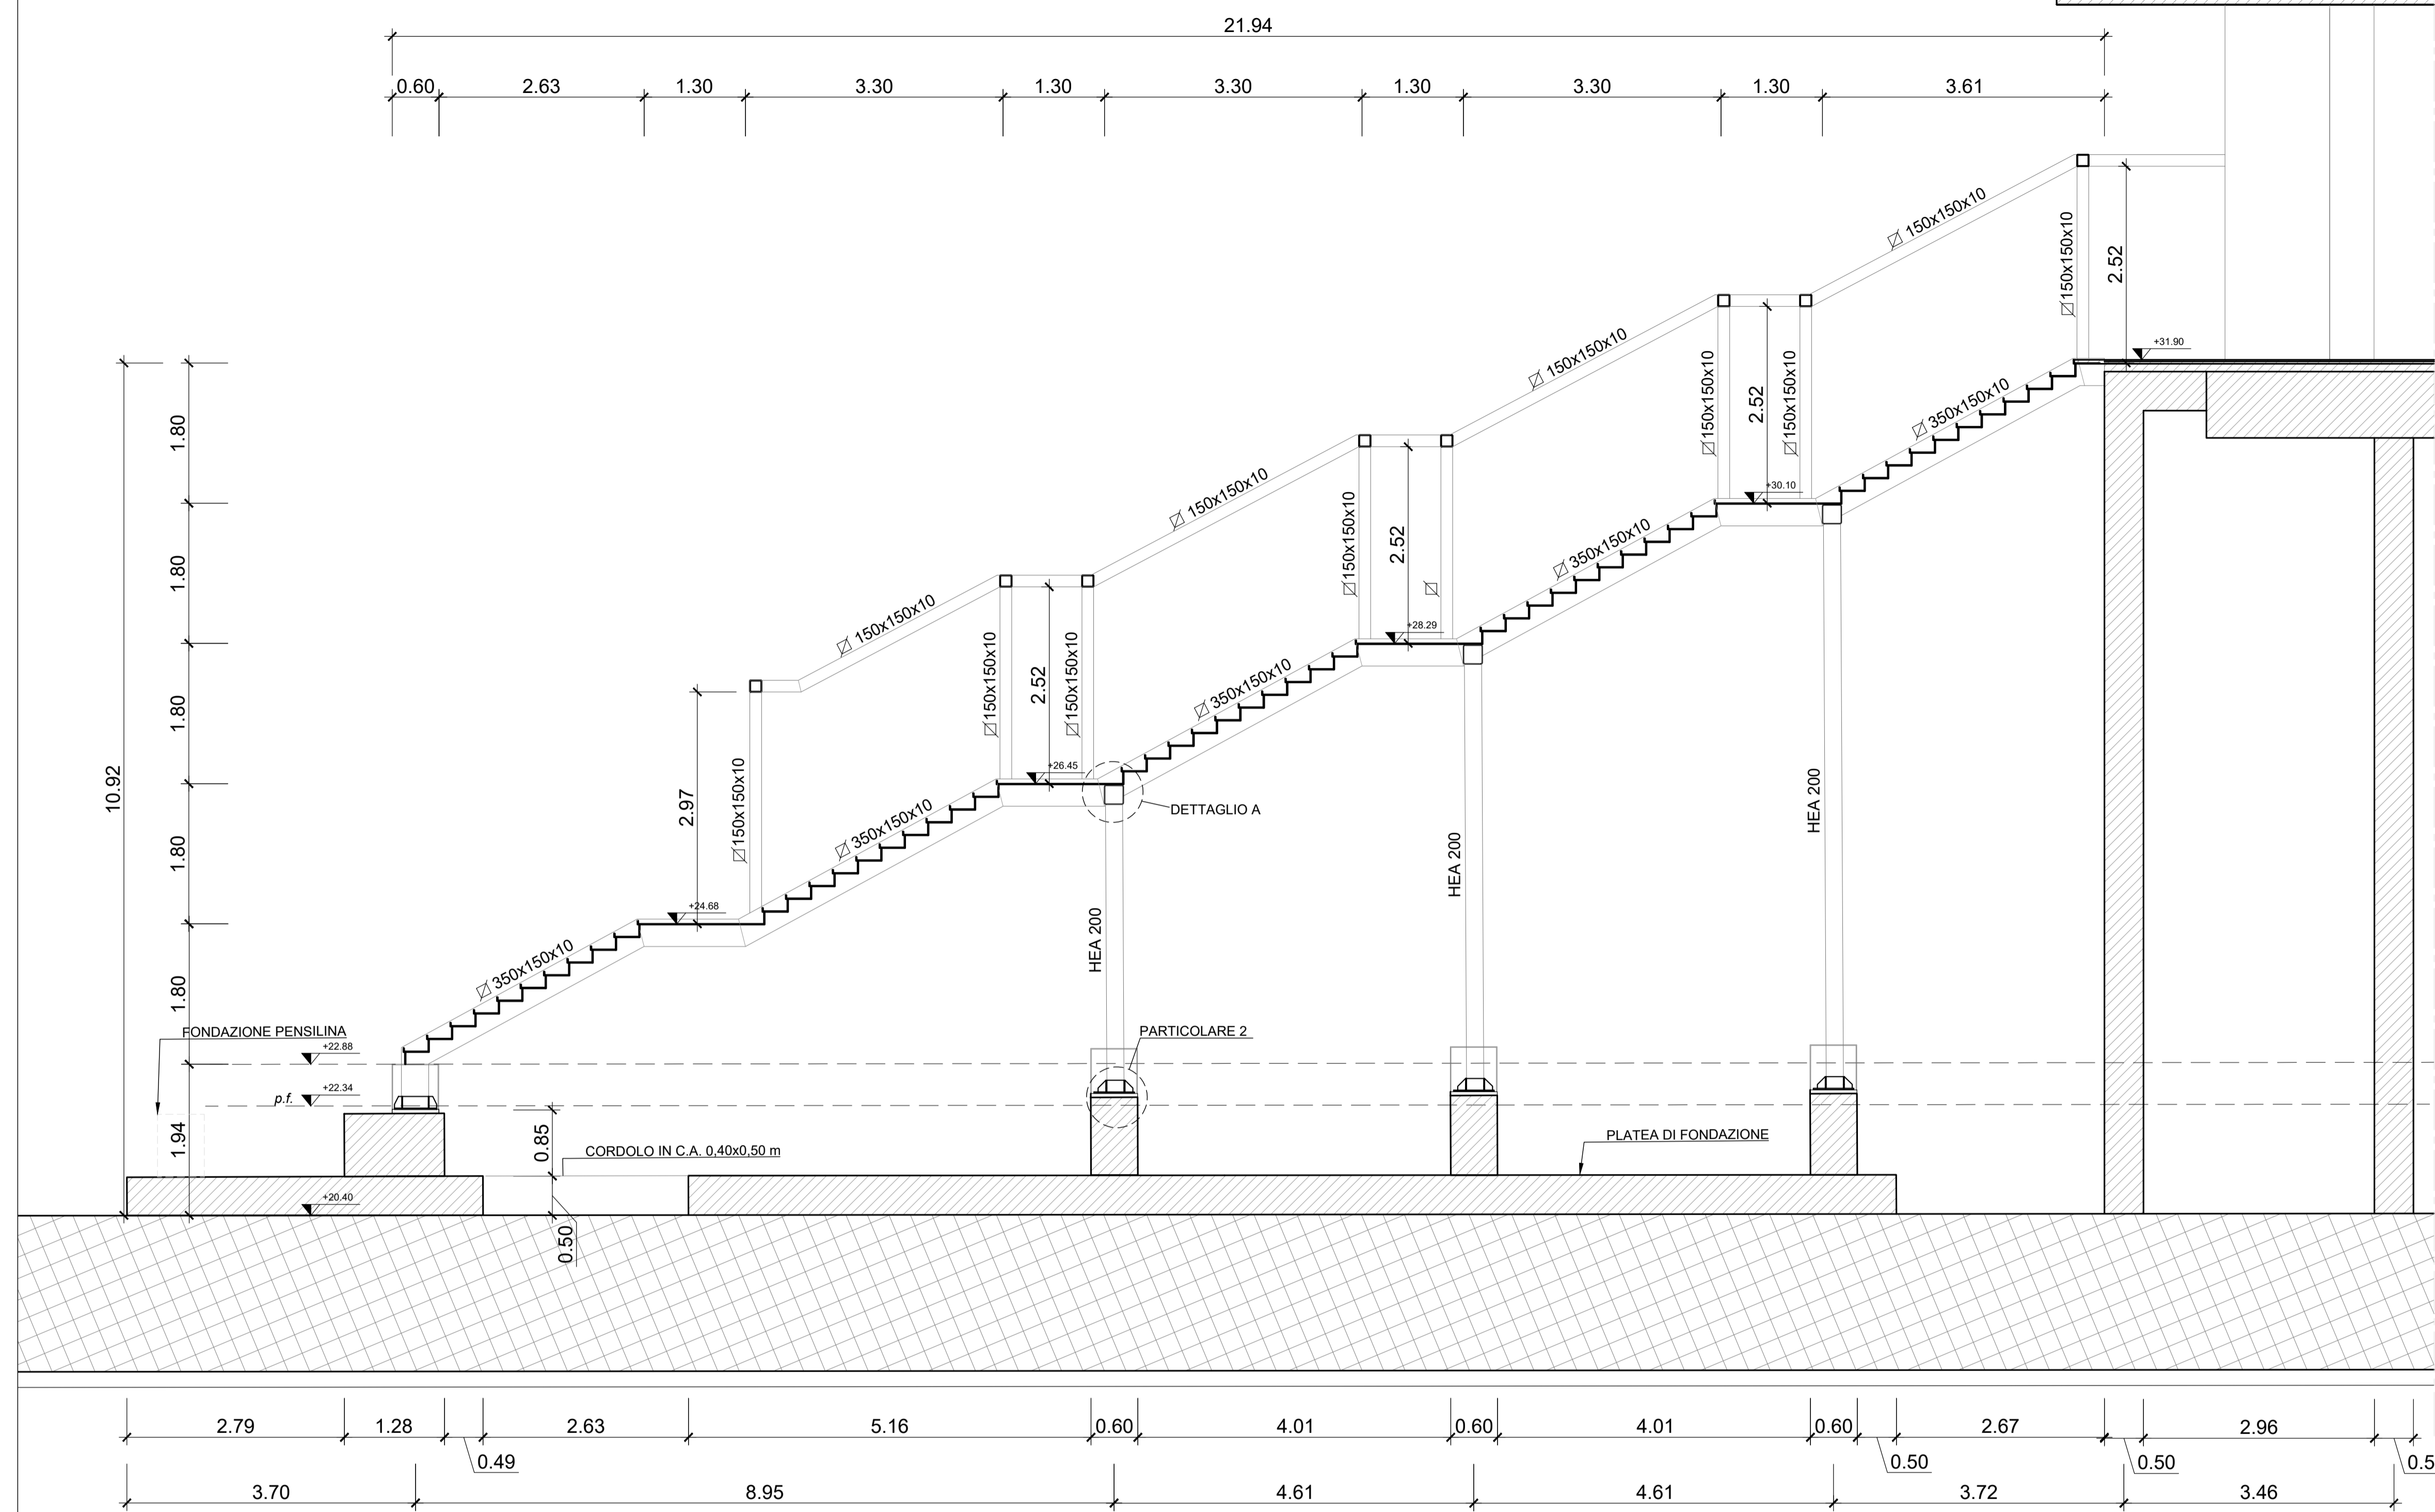 21.94
0.60 2.63 1.30 3.30 1.30 3.30 1.30 3.30 1.30 3.61
150x150x10
150x150x10
2.52
+31.90
150x150x10
150x150x10
2.52
150x150x10
350x150x10
1.80
+30.10
150x150x10
150x150x10
2.52
350x150x10
1.80
+28.29
150x150x10
150x150x10
2.52
150x150x10
350x150x10
1.80
+26.45
DETTAGLIO A
10.92
2.97
150x150x10
350x150x10
HEA 200
HEA 200
HEA 200
1.80
+24.68
350x150x10
1.80
FONDAZIONE PENSILINA
+22.88
PARTICOLARE 2
p.f.
+22.34
1.94
0.85
CORDOLO IN C.A. 0,40x0,50 m
PLATEA DI FONDAZIONE
+20.40
0.50
2.79 1.28 2.63 5.16 0.60 4.01 0.60 4.01 0.60 2.67 2.96
0.49 0.50 0.50 0.5
3.70 8.95 4.61 4.61 3.72 3.46